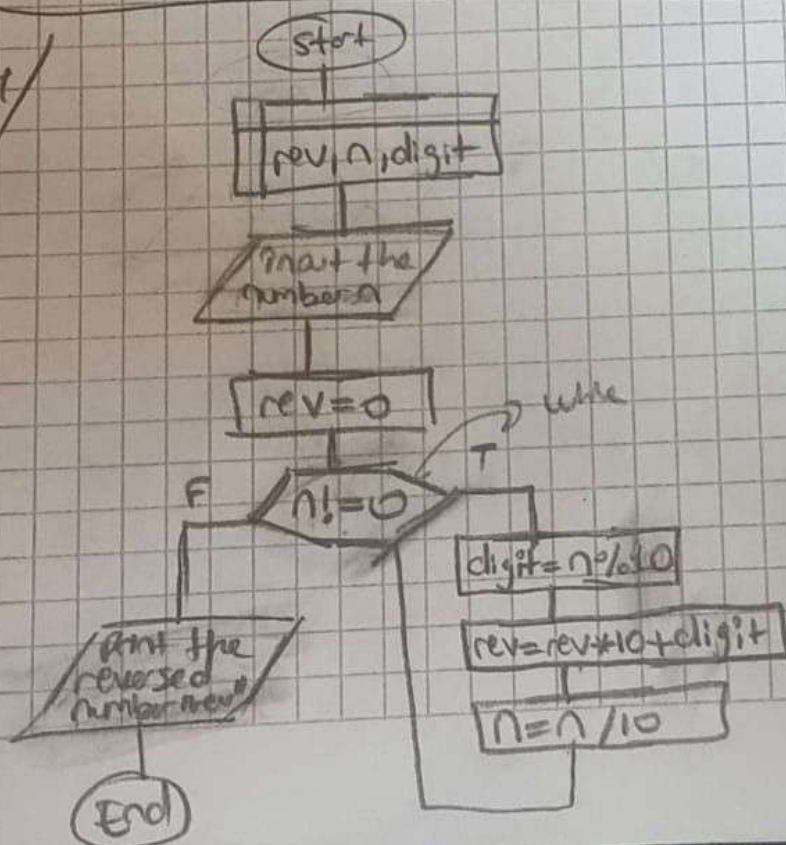 start
rev, n, digit
input the
number n
rev = 0
while
n! = 0
T
F
digit = n%10
rev = rev*10 + digit
n = n / 10
print the
reversed
number
End